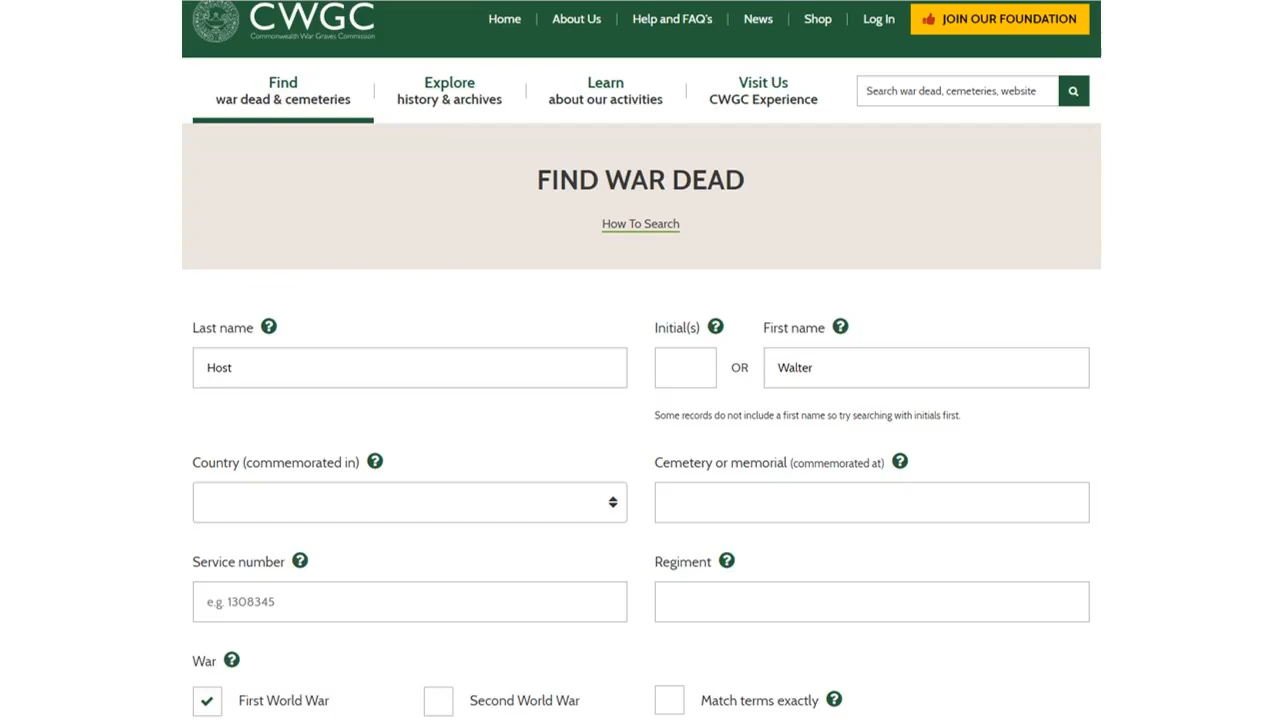 CWGC
Commonwealth War Graves Commission
Home About Us Help and FAQ's News Shop Log In JOIN OUR FOUNDATION
Find Explore Learn Visit Us
war dead & cemeteries history & archives about our activities CWGC Experience Search war dead, cemeteries, website
FIND WAR DEAD
How To Search
Last name ? Initial(s) ? First name ?
Host OR Walter
Some records do not include a first name so try searching with initials first.
Country (commemorated in) ? Cemetery or memorial (commemorated at) ?
Service number ? Regiment ?
e.g. 1308345
War ?
First World War Second World War Match terms exactly ?